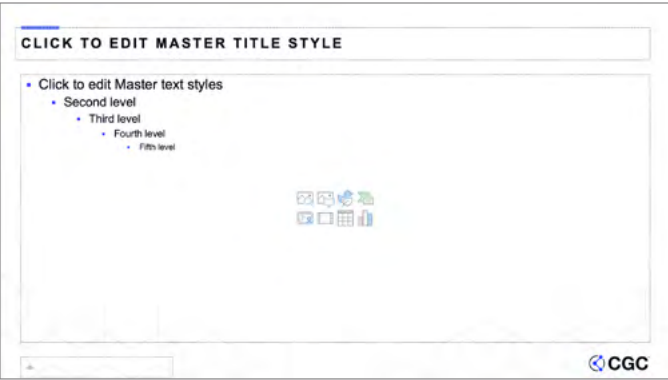 CLICK TO EDIT MASTER TITLE STYLE
Click to edit Master text styles
Second level
Third level
Fourth level
Fifth level
CGC